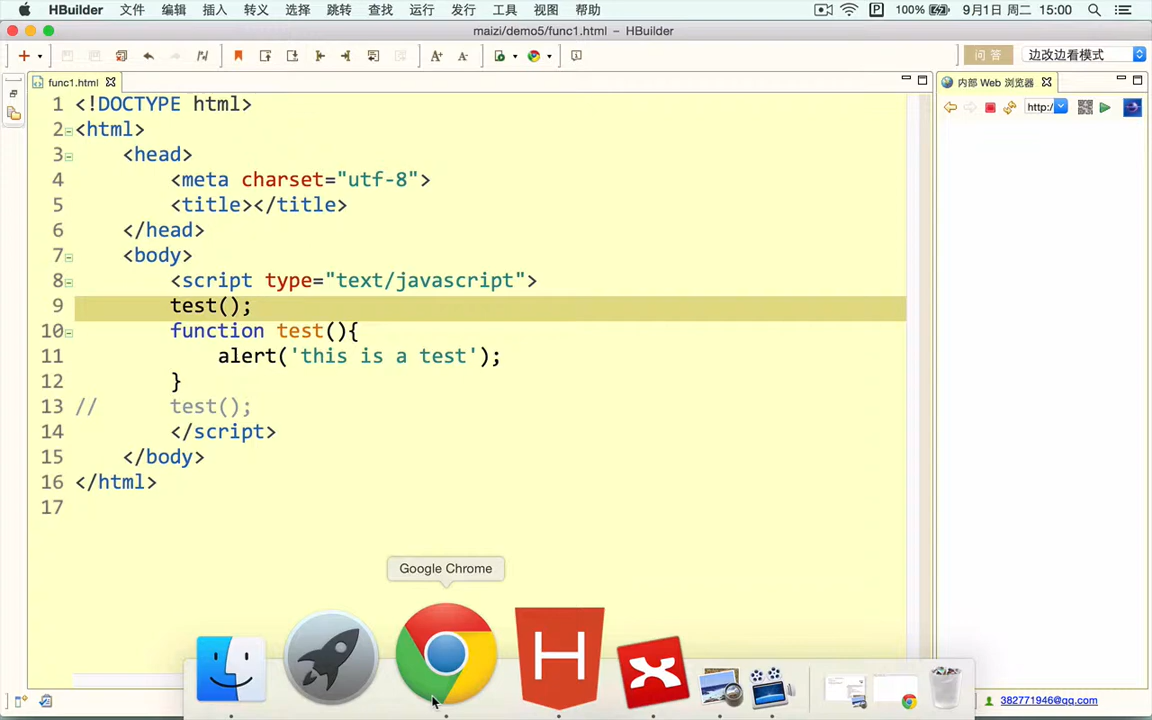 HBuilder 文件 编辑 插入 转义 选择 跳转 查找 运行 发行 工具 视图 帮助 P 100% 9月1日 周二 15:00
maizi/demo5/func1.html – HBuilder
问 答 边改边看模式
func1.html
内部 Web 浏览器
http:/
1 <!DOCTYPE html>
2 <html>
3 <head>
4 <meta charset="utf-8">
5 <title></title>
6 </head>
7 <body>
8 <script type="text/javascript">
9 test();
10 function test(){
11 alert('this is a test');
12 }
13 // test();
14 </script>
15 </body>
16 </html>
17
Google Chrome
H
382771946@qq.com